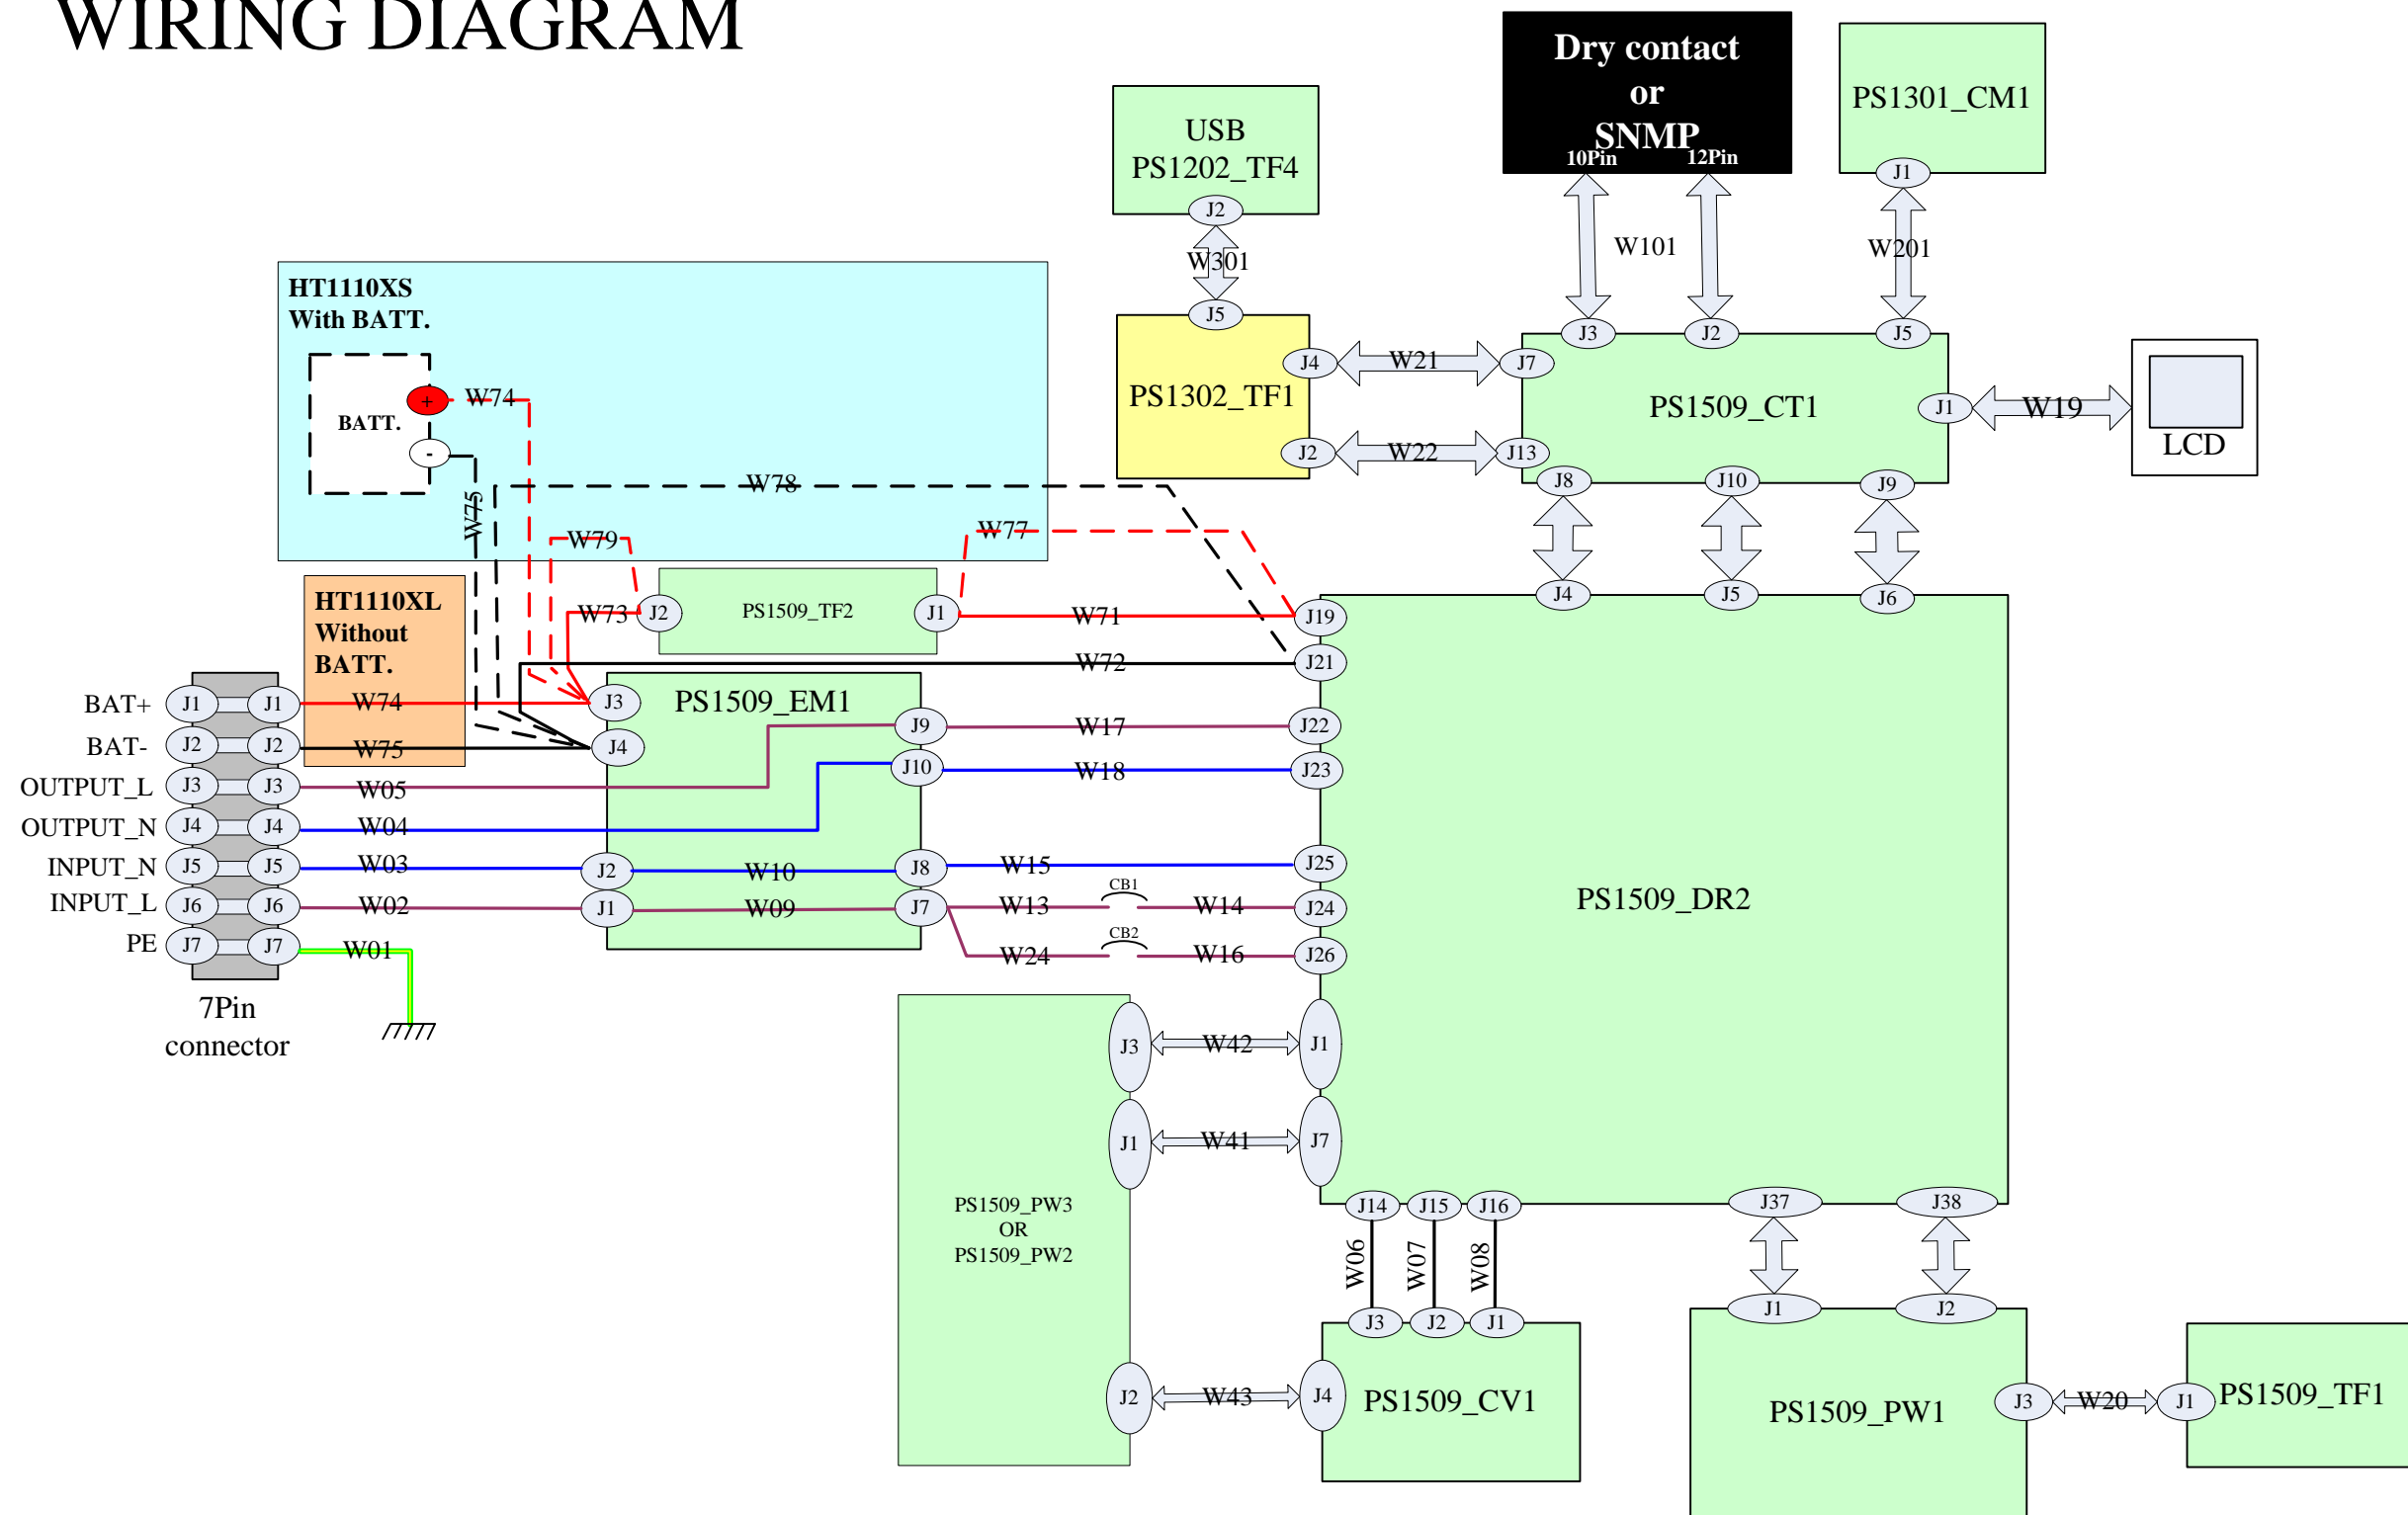 WIRING DIAGRAM
Dry contact
or
SNMP
10Pin
12Pin
PS1301_CM1
J1
USB
PS1202_TF4
J2
W301
W101
W201
HT1110XS
With BATT.
J5
J3
J2
J5
J4
W21
J7
PS1302_TF1
PS1509_CT1
J1
W19
LCD
J2
W22
J13
J8
J10
J9
BATT.
+
-
W74
W75
W78
W79
W77
J4
J5
J6
HT1110XL
Without
BATT.
W73
J2
PS1509_TF2
J1
W71
J19
W72
J21
BAT+
J1
J1
W74
J3
PS1509_EM1
J9
W17
J22
BAT-
J2
J2
W75
J4
J10
W18
J23
OUTPUT_L
J3
J3
W05
OUTPUT_N
J4
J4
W04
INPUT_N
J5
J5
W03
J2
W10
J8
W15
J25
INPUT_L
J6
J6
W02
J1
W09
J7
W13
CB1
W14
J24
PS1509_DR2
PE
J7
J7
W01
W24
CB2
W16
J26
7Pin
connector
J3
W42
J1
J1
W41
J7
PS1509_PW3
OR
PS1509_PW2
J14
J15
J16
J37
J38
W06
W07
W08
J3
J2
J1
J1
J2
J2
W43
J4
PS1509_CV1
PS1509_PW1
J3
W20
J1
PS1509_TF1